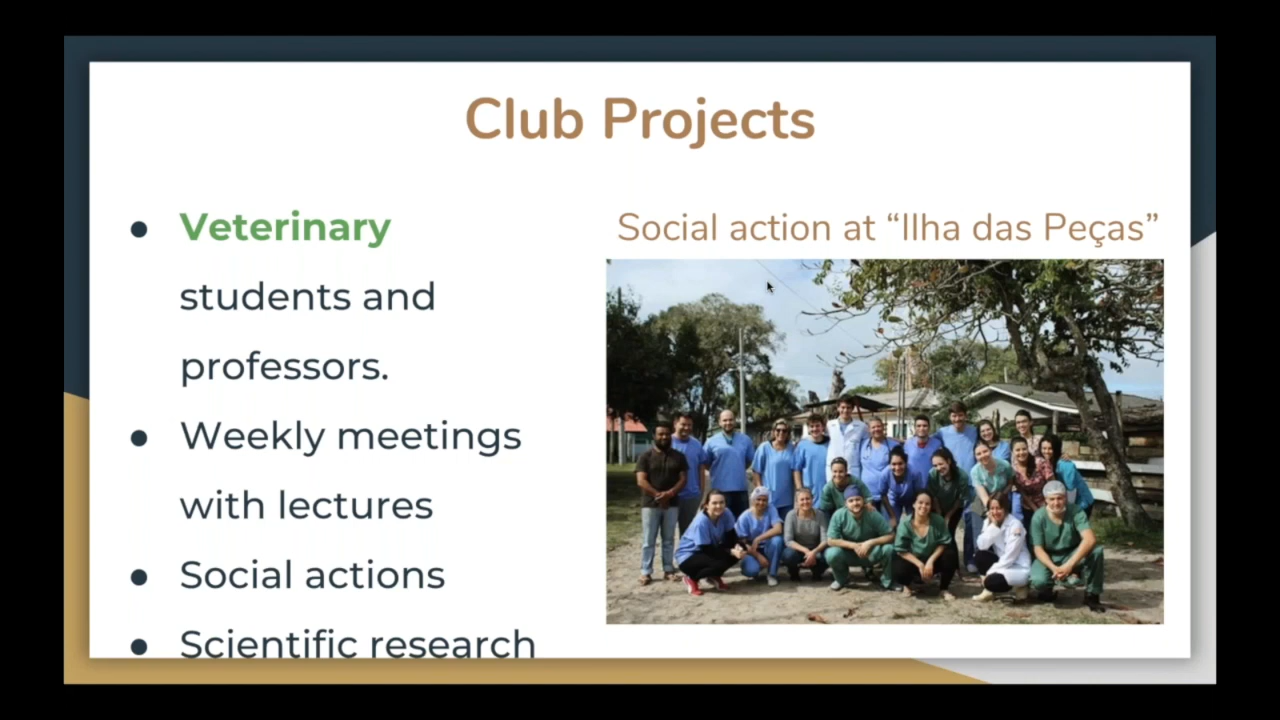 Club Projects
● Veterinary
students and
professors.
● Weekly meetings
with lectures
● Social actions
● Scientific research
Social action at “Ilha das Peças”